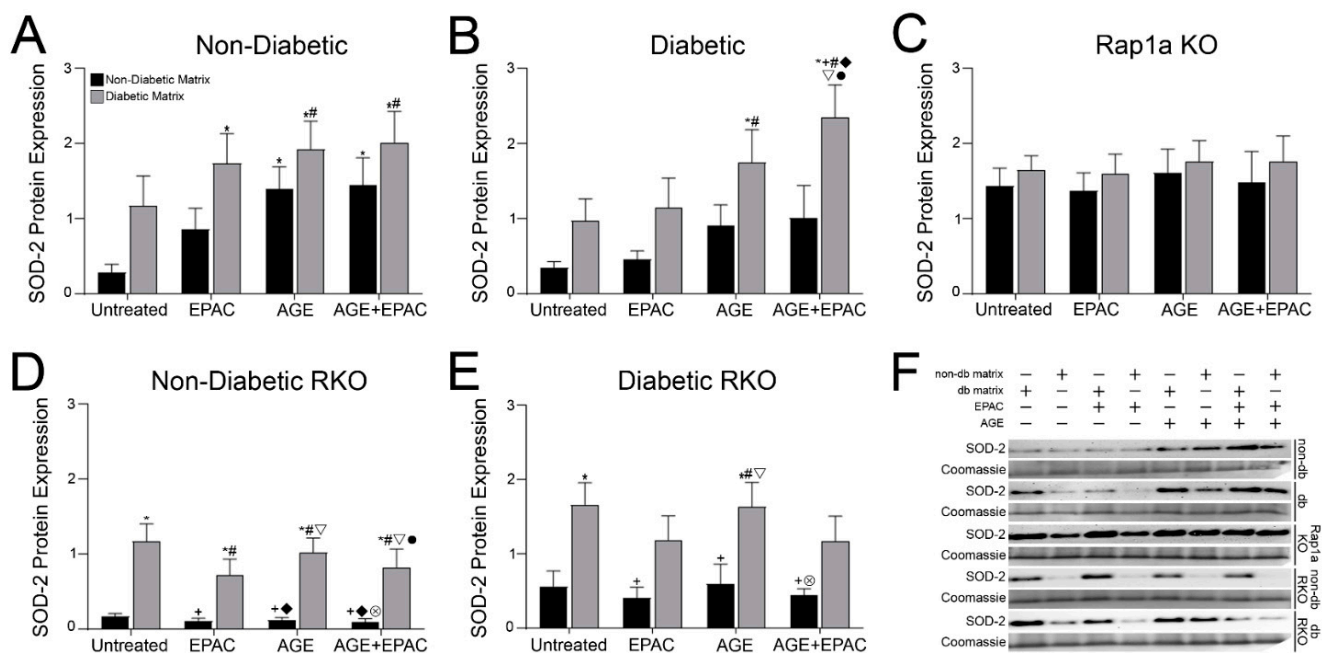 A
Non-Diabetic
SOD-2 Protein Expression
3
2
1
0
Non-Diabetic Matrix
Diabetic Matrix
*
*
*#
*
*#
Untreated
EPAC
AGE
AGE+EPAC
B
Diabetic
SOD-2 Protein Expression
3
2
1
0
*#
*+#◆
▽●
Untreated
EPAC
AGE
AGE+EPAC
C
Rap1a KO
SOD-2 Protein Expression
3
2
1
0
Untreated
EPAC
AGE
AGE+EPAC
D
Non-Diabetic RKO
SOD-2 Protein Expression
3
2
1
0
*
+
*#
+◆
*#▽
+◆⊗
*#▽●
Untreated
EPAC
AGE
AGE+EPAC
E
Diabetic RKO
SOD-2 Protein Expression
3
2
1
0
*
+
+
*#▽
+⊗
Untreated
EPAC
AGE
AGE+EPAC
F
non-db matrix − + − + − + − +
db matrix + − + − + − + −
EPAC − − + + − − + +
AGE − − − − + + + +
SOD-2
Coomassie
non-db
SOD-2
Coomassie
db
SOD-2
Coomassie
Rap1a
KO
SOD-2
Coomassie
non-db
RKO
SOD-2
Coomassie
db
RKO